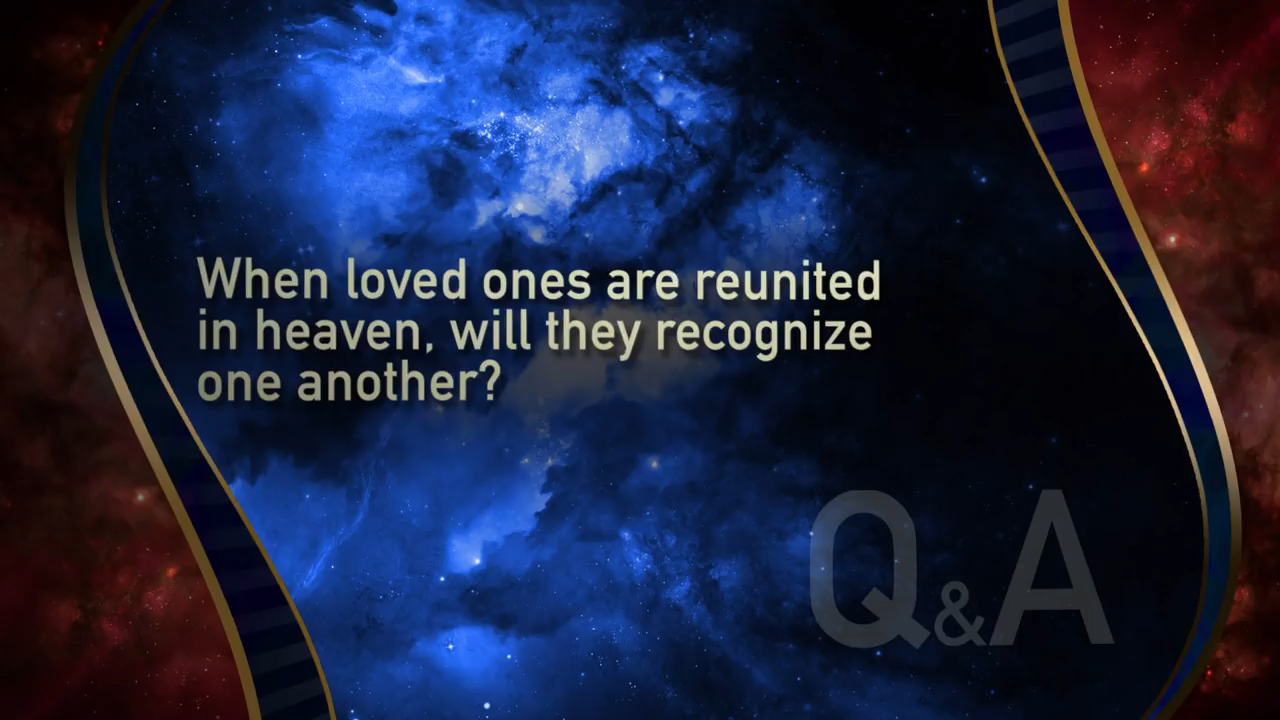 When loved ones are reunited
in heaven, will they recognize
one another?
Q&A